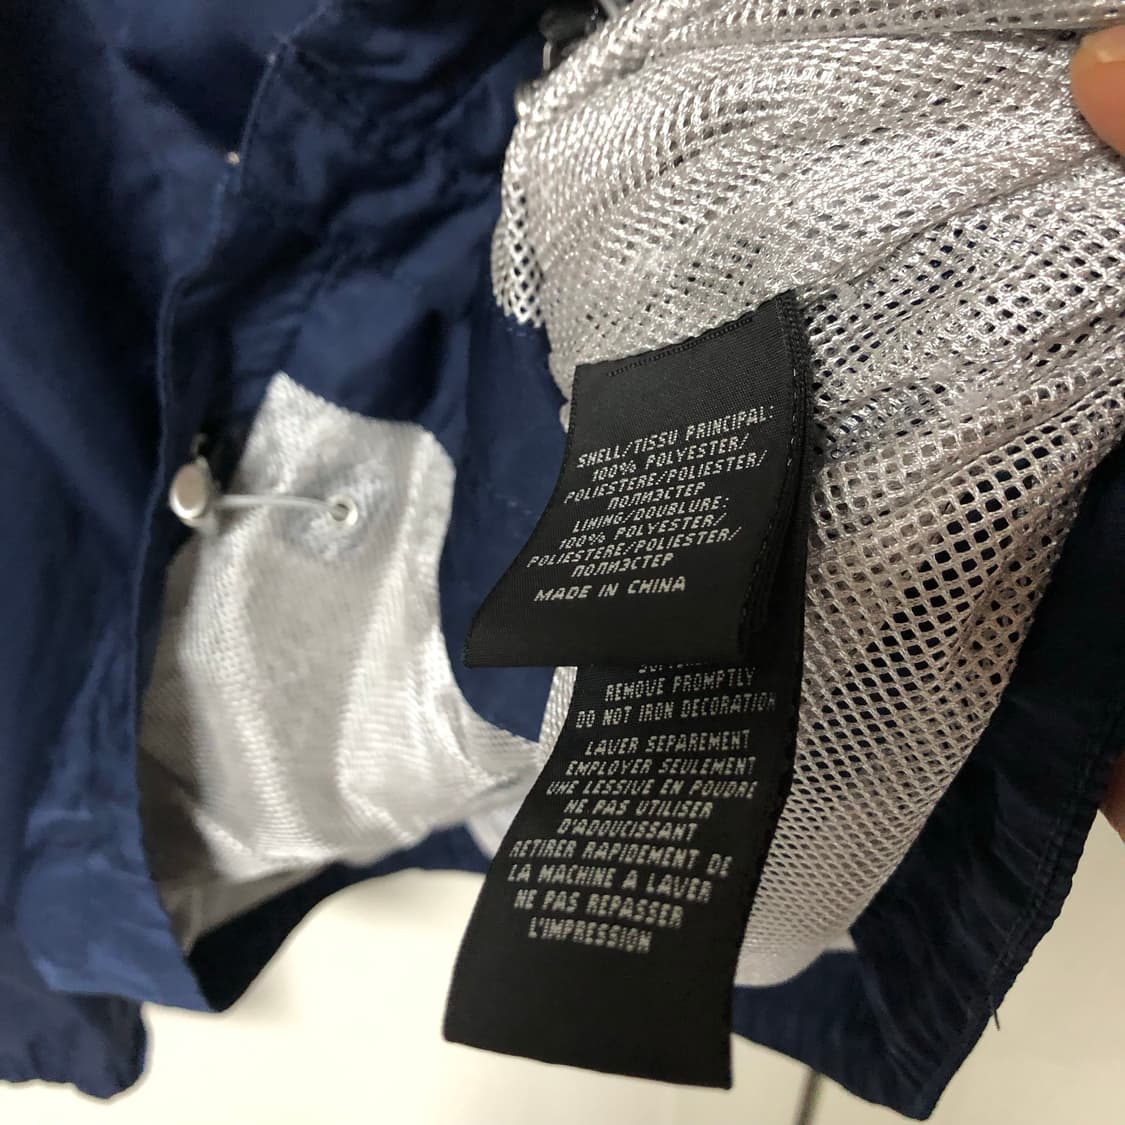 SHELL/TISSU PRINCIPAL:
100% POLYESTER/
POLIESTERE/POLIESTER/
ПОЛИЭСТЕР
LINING/DOUBLURE:
100% POLYESTER/
POLIESTERE/POLIESTER/
ПОЛИЭСТЕР
MADE IN CHINA
REMOVE PROMPTLY
DO NOT IRON DECORATION
LAVER SEPAREMENT
EMPLOYER SEULEMENT
UNE LESSIVE EN POUDRE
NE PAS UTILISER
D'ADOUCISSANT
RETIRER RAPIDEMENT DE
LA MACHINE A LAVER
NE PAS REPASSER
L'IMPRESSION